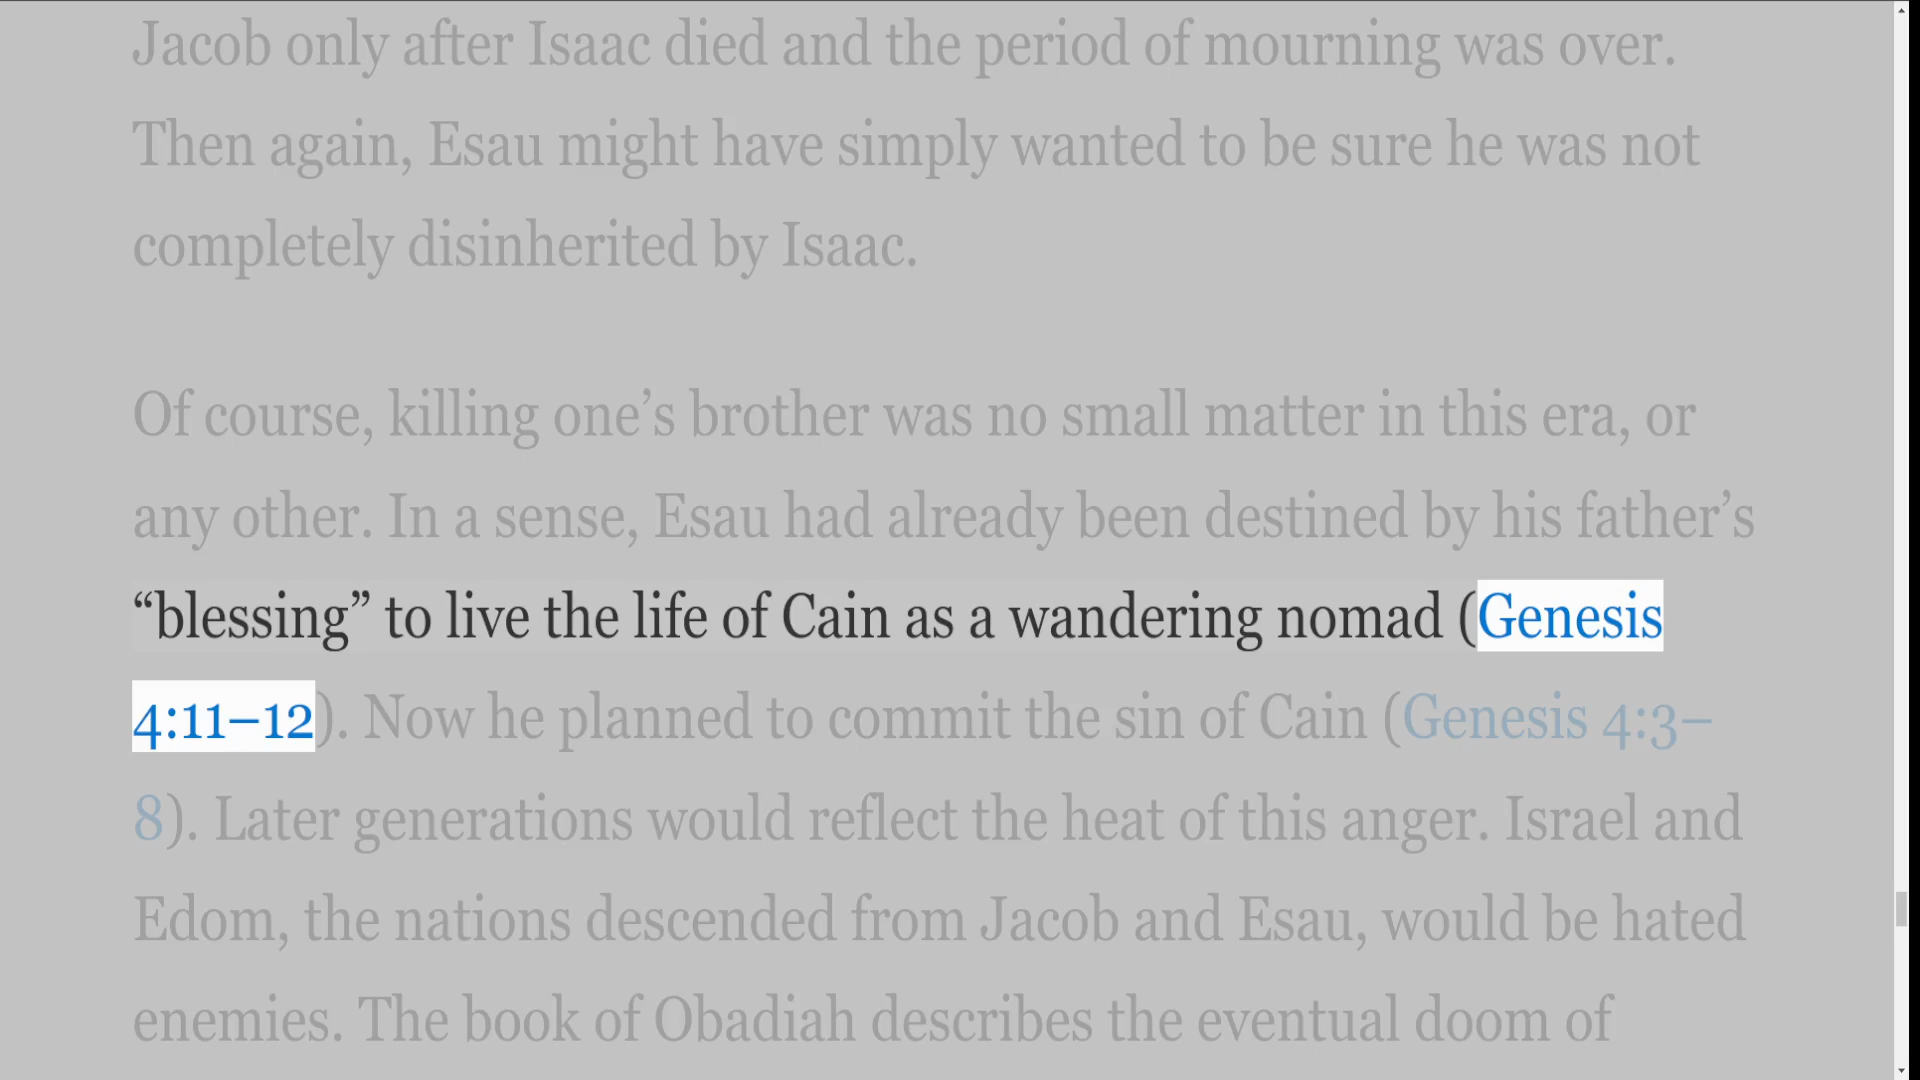 Jacob only after Isaac died and the period of mourning was over.
Then again, Esau might have simply wanted to be sure he was not
completely disinherited by Isaac.
Of course, killing one’s brother was no small matter in this era, or
any other. In a sense, Esau had already been destined by his father’s
“blessing” to live the life of Cain as a wandering nomad (Genesis
4:11–12). Now he planned to commit the sin of Cain (Genesis 4:3–
8). Later generations would reflect the heat of this anger. Israel and
Edom, the nations descended from Jacob and Esau, would be hated
enemies. The book of Obadiah describes the eventual doom of